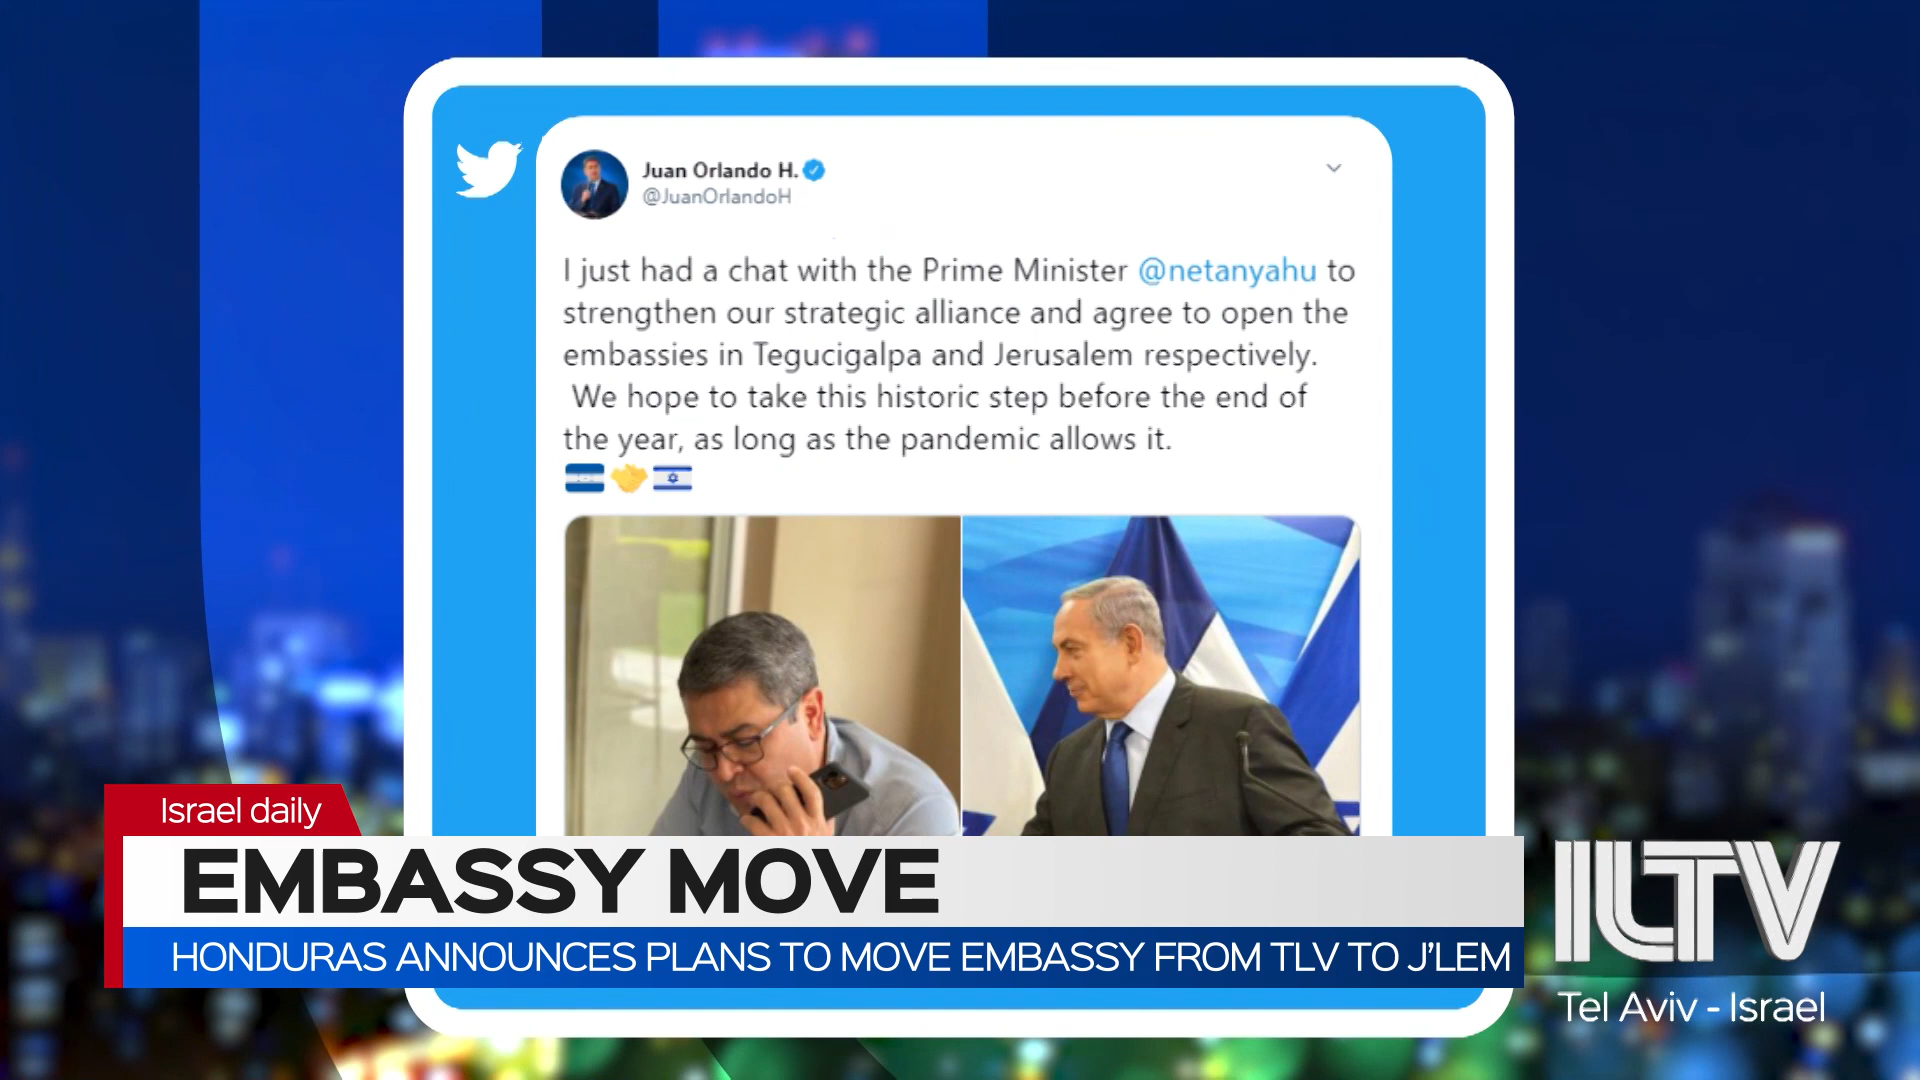 Juan Orlando H.
@JuanOrlandoH
I just had a chat with the Prime Minister @netanyahu to
strengthen our strategic alliance and agree to open the
embassies in Tegucigalpa and Jerusalem respectively.
We hope to take this historic step before the end of
the year, as long as the pandemic allows it.
Israel daily
EMBASSY MOVE
HONDURAS ANNOUNCES PLANS TO MOVE EMBASSY FROM TLV TO J'LEM
ILTV
Tel Aviv - Israel